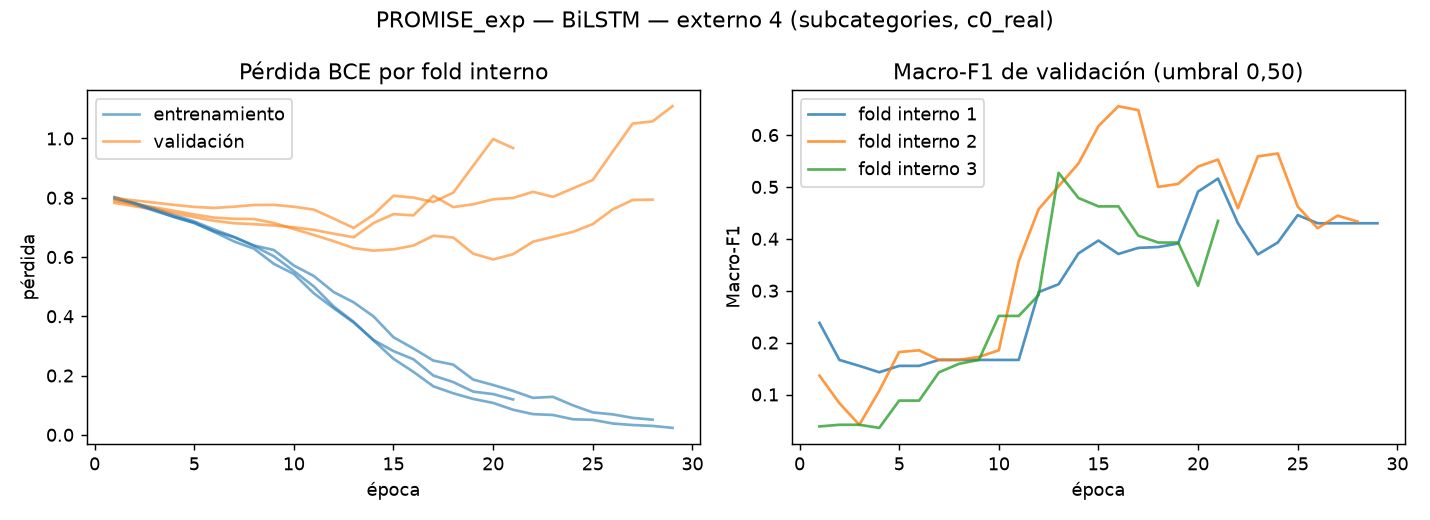 PROMISE_exp — BiLSTM — externo 4 (subcategories, c0_real)
Pérdida BCE por fold interno
entrenamiento
validación
pérdida
1.0
0.8
0.6
0.4
0.2
0.0
0 5 10 15 20 25 30
época
Macro-F1 de validación (umbral 0,50)
fold interno 1
fold interno 2
fold interno 3
Macro-F1
0.6
0.5
0.4
0.3
0.2
0.1
0 5 10 15 20 25 30
época